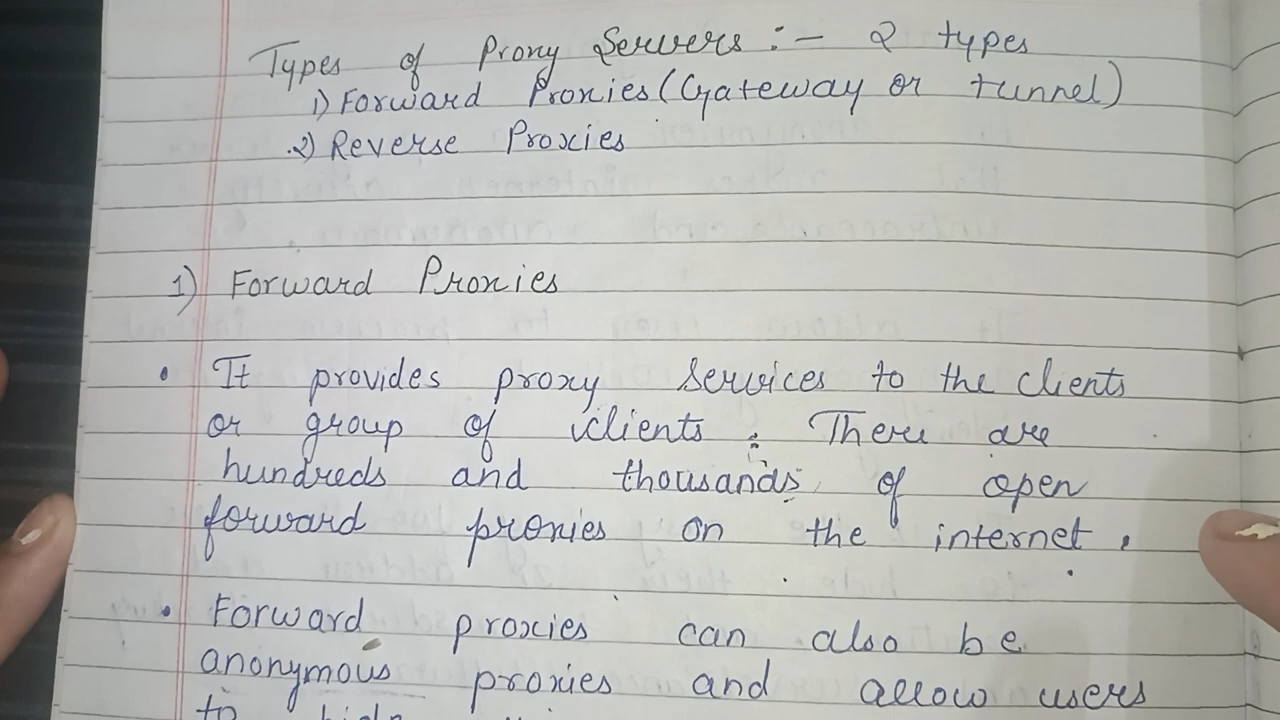 Types of Proxy Servers :- 2 types
1) Forward Proxies (Gateway or tunnel)
2) Reverse Proxies
1) Forward Proxies
• It provides proxy services to the clients
or group of clients. There are
hundreds and thousands of open
forward proxies on the internet.
• Forward proxies can also be
anonymous proxies and allow users
to